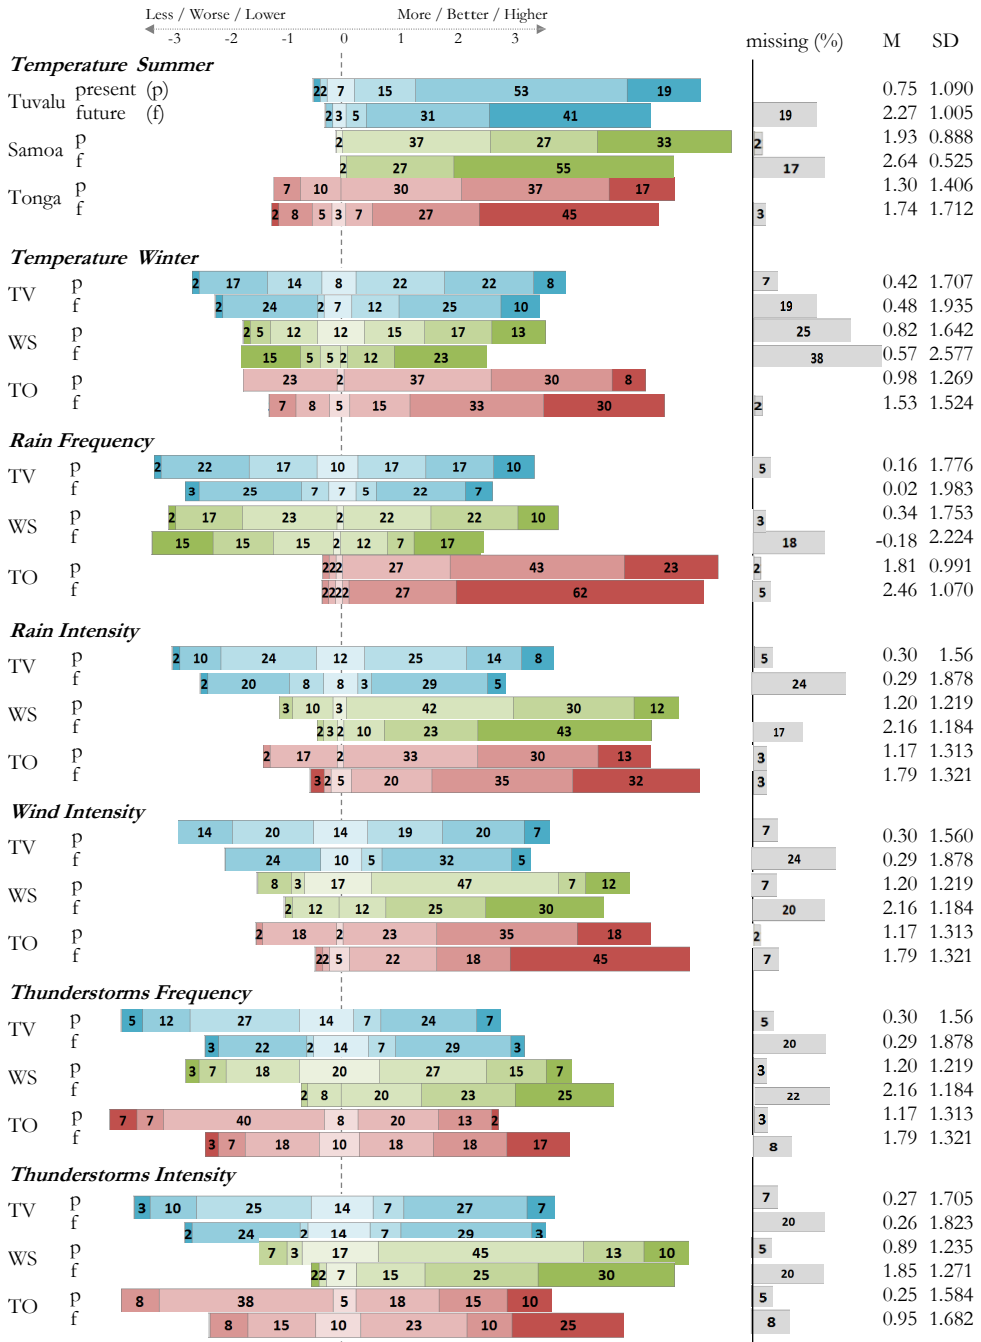 Less / Worse / Lower More / Better / Higher
-3 -2 -1 0 1 2 3 missing (%) M SD
Temperature Summer
Tuvalu present (p) 2 2 7 15 53 19 0.75 1.090
future (f) 2 3 5 31 41 19 2.27 1.005
Samoa p 2 37 27 33 2 1.93 0.888
f 2 27 55 17 2.64 0.525
Tonga p 7 10 30 37 17 1.30 1.406
f 2 8 5 3 7 27 45 3 1.74 1.712
Temperature Winter
TV p 2 17 14 8 22 22 8 7 0.42 1.707
f 2 24 2 7 12 25 10 19 0.48 1.935
WS p 2 5 12 12 15 17 13 25 0.82 1.642
f 15 5 5 2 12 23 38 0.57 2.577
TO p 23 2 37 30 8 0.98 1.269
f 7 8 5 15 33 30 2 1.53 1.524
Rain Frequency
TV p 2 22 17 10 17 17 10 5 0.16 1.776
f 3 25 7 7 5 22 7 0.02 1.983
WS p 2 17 23 2 22 22 10 3 0.34 1.753
f 15 15 15 2 12 7 17 18 -0.18 2.224
TO p 2 2 2 27 43 23 2 1.81 0.991
f 2 2 2 2 27 62 5 2.46 1.070
Rain Intensity
TV p 2 10 24 12 25 14 8 5 0.30 1.56
f 2 20 8 8 3 29 5 24 0.29 1.878
WS p 3 10 3 42 30 12 1.20 1.219
f 2 3 2 10 23 43 17 2.16 1.184
TO p 2 17 2 33 30 13 3 1.17 1.313
f 3 2 5 20 35 32 3 1.79 1.321
Wind Intensity
TV p 14 20 14 19 20 7 7 0.30 1.560
f 24 10 5 32 5 24 0.29 1.878
WS p 8 3 17 47 7 12 7 1.20 1.219
f 2 12 12 25 30 20 2.16 1.184
TO p 2 18 2 23 35 18 2 1.17 1.313
f 2 2 5 22 18 45 7 1.79 1.321
Thunderstorms Frequency
TV p 5 12 27 14 7 24 7 5 0.30 1.56
f 3 22 2 14 7 29 3 20 0.29 1.878
WS p 3 7 18 20 27 15 7 3 1.20 1.219
f 2 8 20 23 25 22 2.16 1.184
TO p 7 7 40 8 20 13 2 3 1.17 1.313
f 3 7 18 10 18 18 17 8 1.79 1.321
Thunderstorms Intensity
TV p 3 10 25 14 7 27 7 7 0.27 1.705
f 2 24 2 14 7 29 3 20 0.26 1.823
WS p 7 3 17 45 13 10 5 0.89 1.235
f 2 2 7 15 25 30 20 1.85 1.271
TO p 8 38 5 18 15 10 5 0.25 1.584
f 8 15 10 23 10 25 8 0.95 1.682